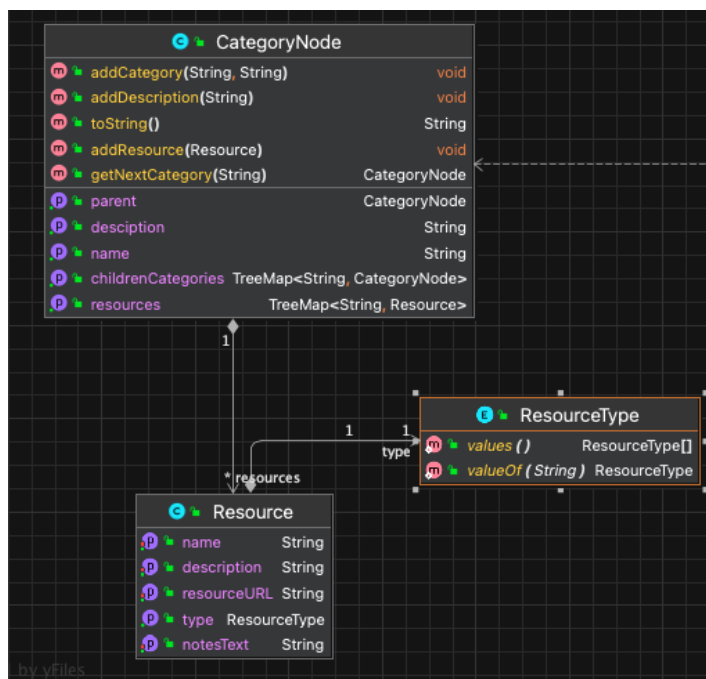 CategoryNode
addCategory(String, String) void
addDescription(String) void
toString() String
addResource(Resource) void
getNextCategory(String) CategoryNode
parent CategoryNode
desciption String
name String
childrenCategories TreeMap<String, CategoryNode>
resources TreeMap<String, Resource>
1
ResourceType
values () ResourceType[]
valueOf (String) ResourceType
1 1
type
* resources
Resource
name String
description String
resourceURL String
type ResourceType
notesText String
by yFiles